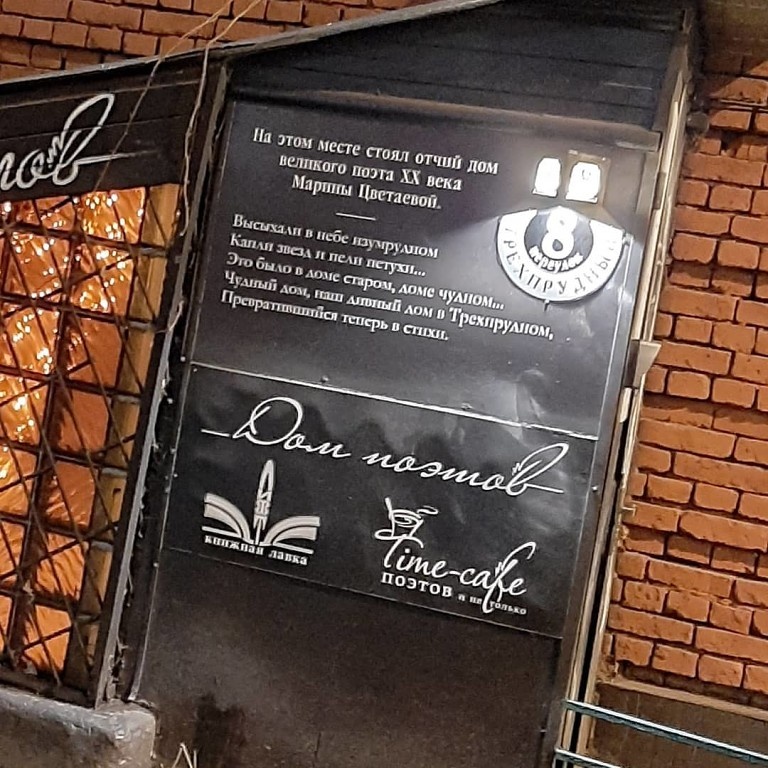 На этом месте стоял отчий дом
великого поэта XX века
Марины Цветаевой.
Высыхали в небе изумрудном
Капли звезд и пели петухи...
Это было в доме старом, доме чудном...
Чудный дом, наш дивный дом в Трехпрудном,
Превратившийся теперь в стихи.
8
переулок
ТРЕХПРУДНЫЙ
Дом поэтов
книжная лавка
Time-cafe
ПОЭТОВ и не только